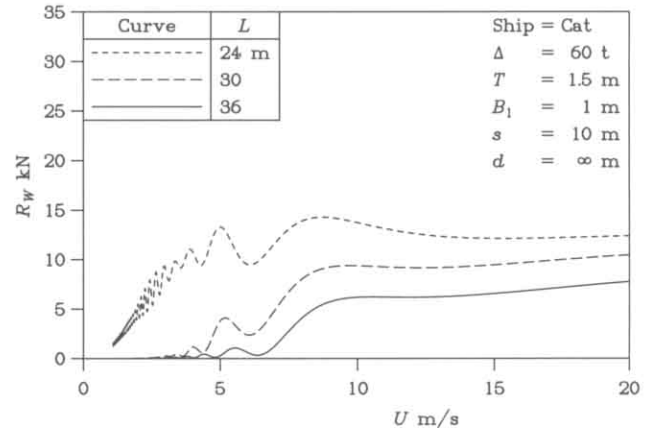 35
30
25
20
15
10
5
0
R_W kN
Curve L
24 m
30
36
Ship = Cat
Δ = 60 t
T = 1.5 m
B₁ = 1 m
s = 10 m
d = ∞ m
0 5 10 15 20
U m/s